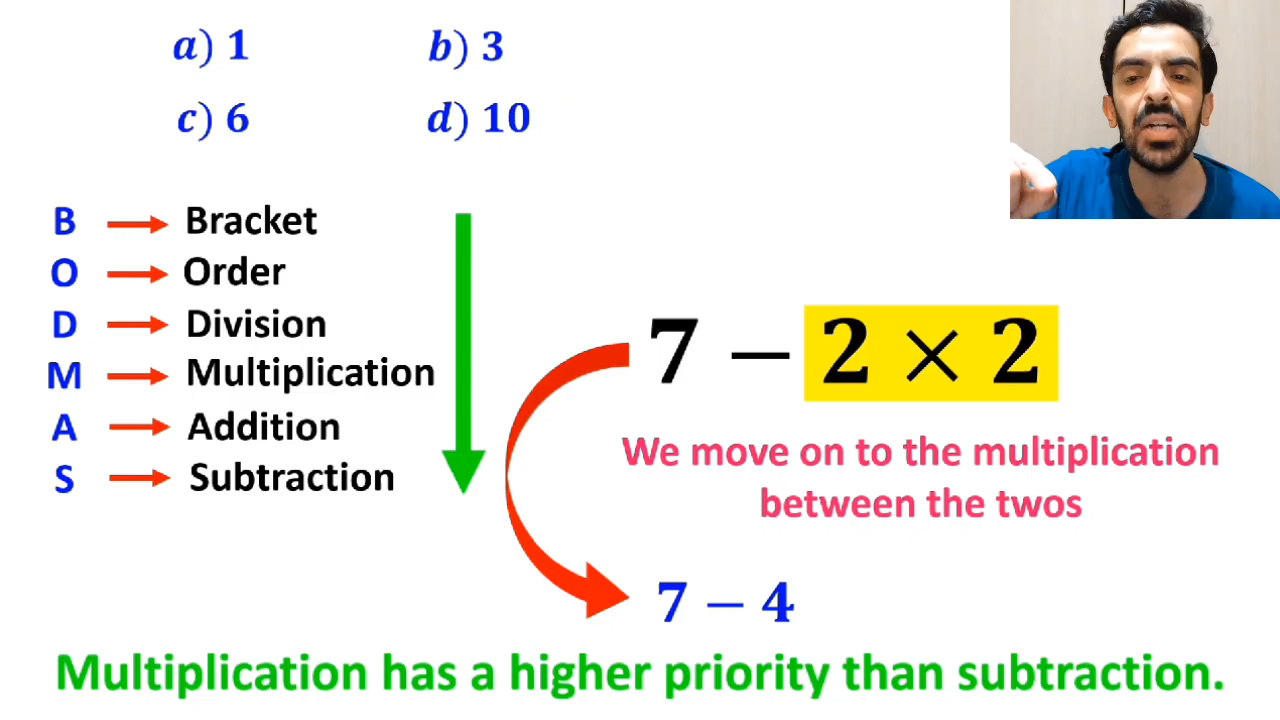 a) 1 b) 3
c) 6 d) 10
B Bracket
O Order
D Division
M Multiplication
A Addition
S Subtraction
7 − 2 × 2
We move on to the multiplication
between the twos
7 − 4
Multiplication has a higher priority than subtraction.